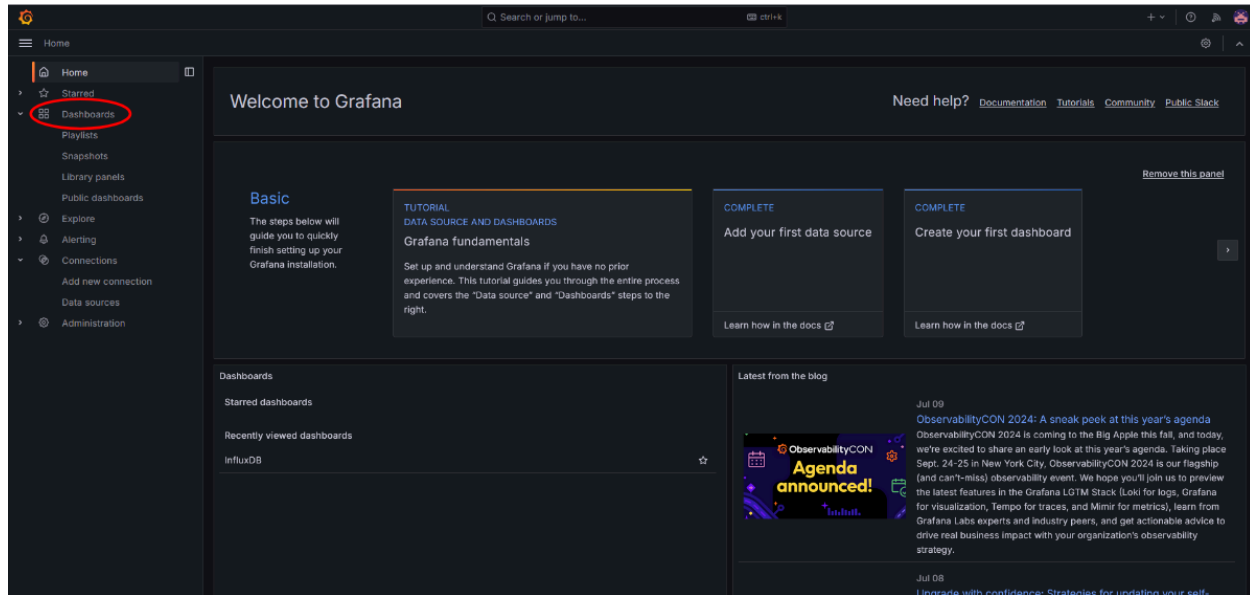 Search or jump to...
ctrl+k
Home
Home
Starred
Dashboards
Playlists
Snapshots
Library panels
Public dashboards
Explore
Alerting
Connections
Add new connection
Data sources
Administration
Welcome to Grafana
Need help? Documentation Tutorials Community Public Slack
Remove this panel
Basic
The steps below will
guide you to quickly
finish setting up your
Grafana installation.
TUTORIAL
DATA SOURCE AND DASHBOARDS
Grafana fundamentals
Set up and understand Grafana if you have no prior
experience. This tutorial guides you through the entire process
and covers the "Data source" and "Dashboards" steps to the
right.
COMPLETE
Add your first data source
Learn how in the docs
COMPLETE
Create your first dashboard
Learn how in the docs
Dashboards
Starred dashboards
Recently viewed dashboards
InfluxDB
Latest from the blog
ObservabilityCON
Agenda
announced!
Jul 09
ObservabilityCON 2024: A sneak peek at this year's agenda
ObservabilityCON 2024 is coming to the Big Apple this fall, and today,
we're excited to share an early look at this year's agenda. Taking place
Sept. 24-25 in New York City, ObservabilityCON 2024 is our flagship
(and can't-miss) observability event. We hope you'll join us to preview
the latest features in the Grafana LGTM Stack (Loki for logs, Grafana
for visualization, Tempo for traces, and Mimir for metrics), learn from
Grafana Labs experts and industry peers, and get actionable advice to
drive real business impact with your organization's observability
strategy.
Jul 08
Upgrade with confidence: Strategies for updating your self-